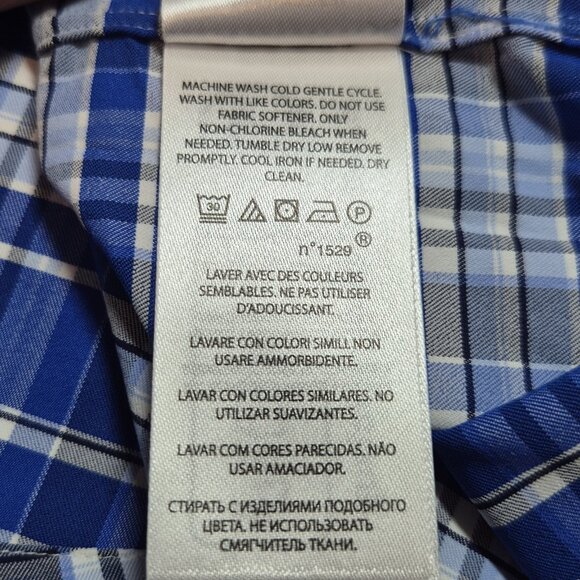 MACHINE WASH COLD GENTLE CYCLE.
WASH WITH LIKE COLORS. DO NOT USE
FABRIC SOFTENER. ONLY
NON-CHLORINE BLEACH WHEN
NEEDED. TUMBLE DRY LOW REMOVE
PROMPTLY. COOL IRON IF NEEDED. DRY
CLEAN.
30 P
n°1529 ®
LAVER AVEC DES COULEURS
SEMBLABLES. NE PAS UTILISER
D'ADOUCISSANT.
LAVARE CON COLORI SIMILI. NON
USARE AMMORBIDENTE.
LAVAR CON COLORES SIMILARES. NO
UTILIZAR SUAVIZANTES.
LAVAR COM CORES PARECIDAS. NÃO
USAR AMACIADOR.
СТИРАТЬ С ИЗДЕЛИЯМИ ПОДОБНОГО
ЦВЕТА. НЕ ИСПОЛЬЗОВАТЬ
СМЯГЧИТЕЛЬ ТКАНИ.